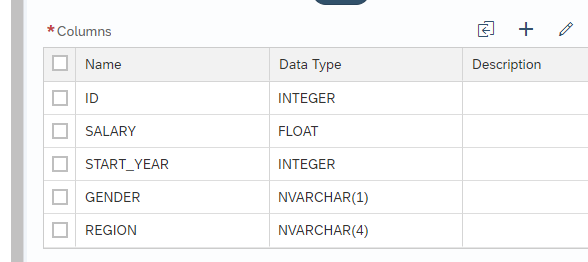 * Columns
Name Data Type Description
ID INTEGER
SALARY FLOAT
START_YEAR INTEGER
GENDER NVARCHAR(1)
REGION NVARCHAR(4)